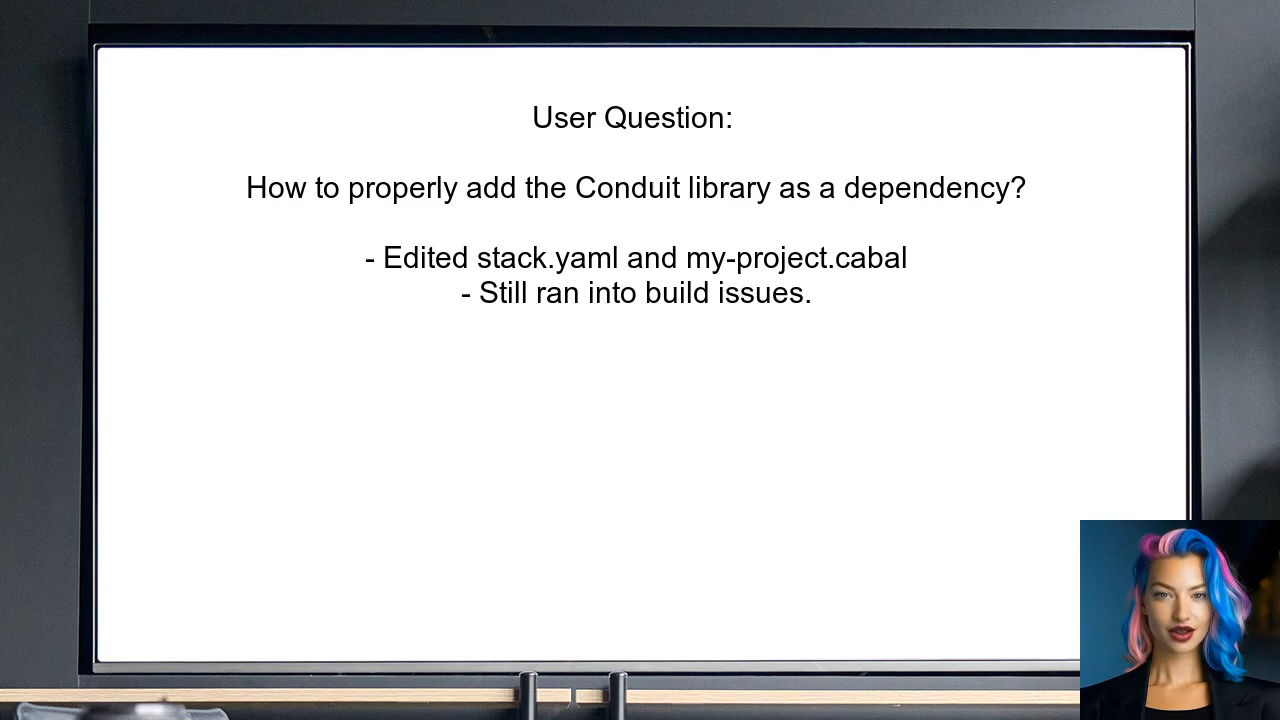 User Question:
How to properly add the Conduit library as a dependency?
- Edited stack.yaml and my-project.cabal
- Still ran into build issues.